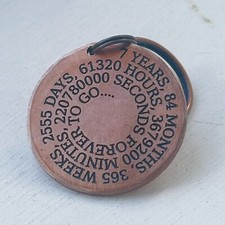 7 YEARS, 84 MONTHS, 365 WEEKS, 2555 DAYS, 61320 HOURS, 3679200 MINUTES, 220780000 SECONDS FOREVER TO GO....